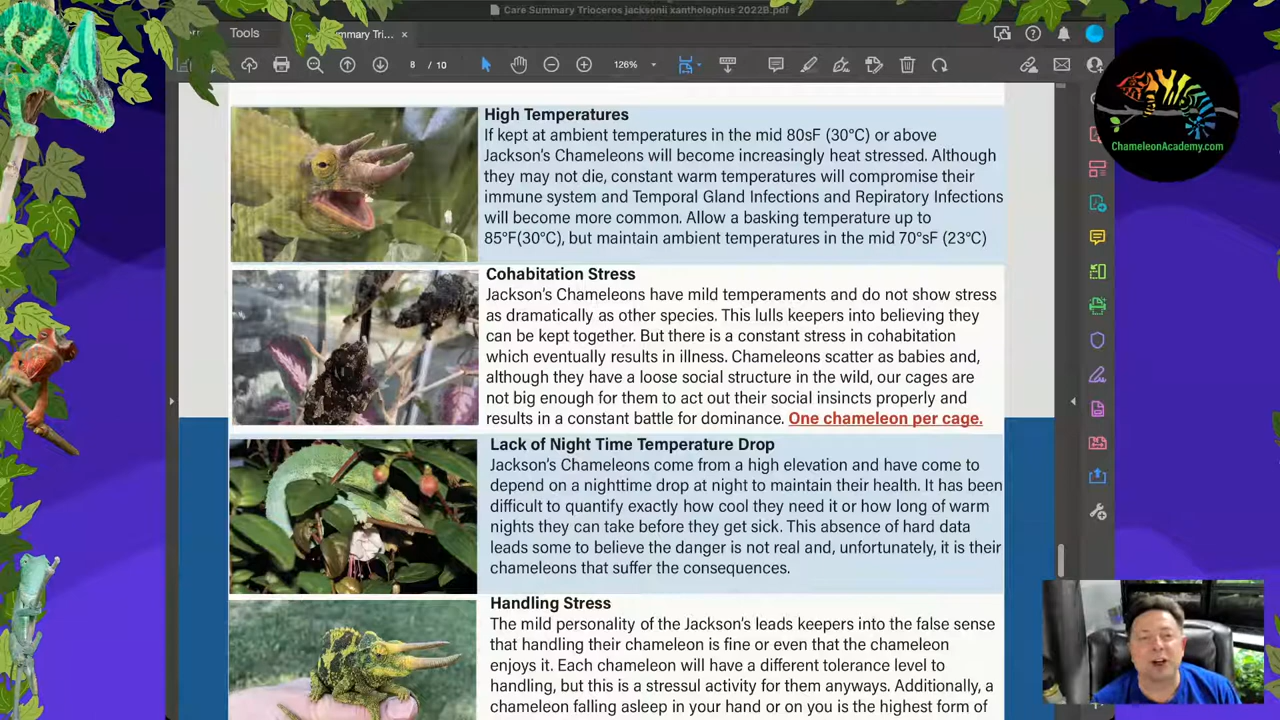 Care Summary Trioceros jacksonii xantholophus 2022B.pdf
Tools
Summary Tri...
8 / 10
126%
ChameleonAcademy.com
High Temperatures
If kept at ambient temperatures in the mid 80sF (30°C) or above
Jackson's Chameleons will become increasingly heat stressed. Although
they may not die, constant warm temperatures will compromise their
immune system and Temporal Gland Infections and Repiratory Infections
will become more common. Allow a basking temperature up to
85°F(30°C), but maintain ambient temperatures in the mid 70°sF (23°C)
Cohabitation Stress
Jackson's Chameleons have mild temperaments and do not show stress
as dramatically as other species. This lulls keepers into believing they
can be kept together. But there is a constant stress in cohabitation
which eventually results in illness. Chameleons scatter as babies and,
although they have a loose social structure in the wild, our cages are
not big enough for them to act out their social insincts properly and
results in a constant battle for dominance. One chameleon per cage.
Lack of Night Time Temperature Drop
Jackson's Chameleons come from a high elevation and have come to
depend on a nighttime drop at night to maintain their health. It has been
difficult to quantify exactly how cool they need it or how long of warm
nights they can take before they get sick. This absence of hard data
leads some to believe the danger is not real and, unfortunately, it is their
chameleons that suffer the consequences.
Handling Stress
The mild personality of the Jackson's leads keepers into the false sense
that handling their chameleon is fine or even that the chameleon
enjoys it. Each chameleon will have a different tolerance level to
handling, but this is a stressul activity for them anyways. Additionally, a
chameleon falling asleep in your hand or on you is the highest form of